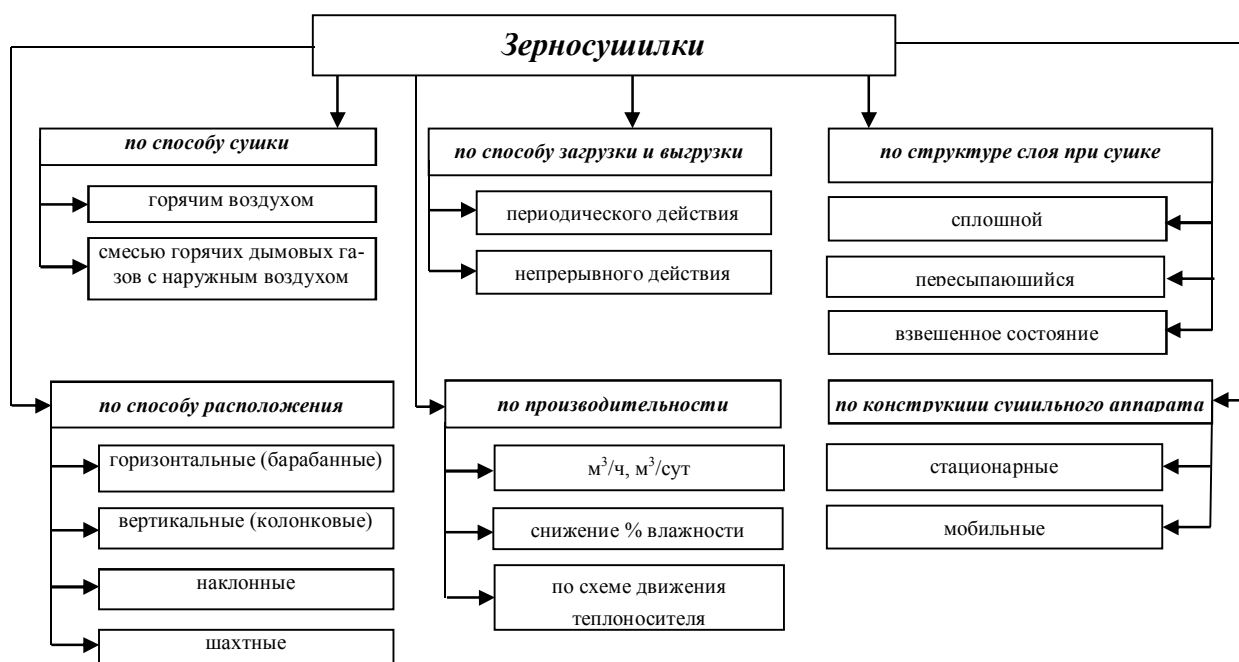 Зерносушилки
по способу сушки
горячим воздухом
смесью горячих дымовых га-
зов с наружным воздухом
по способу загрузки и выгрузки
периодического действия
непрерывного действия
по структуре слоя при сушке
сплошной
пересыпающийся
взвешенное состояние
по способу расположения
горизонтальные (барабанные)
вертикальные (колонковые)
наклонные
шахтные
по производительности
м³/ч, м³/сут
снижение % влажности
по схеме движения
теплоносителя
по конструкции сушильного аппарата
стационарные
мобильные